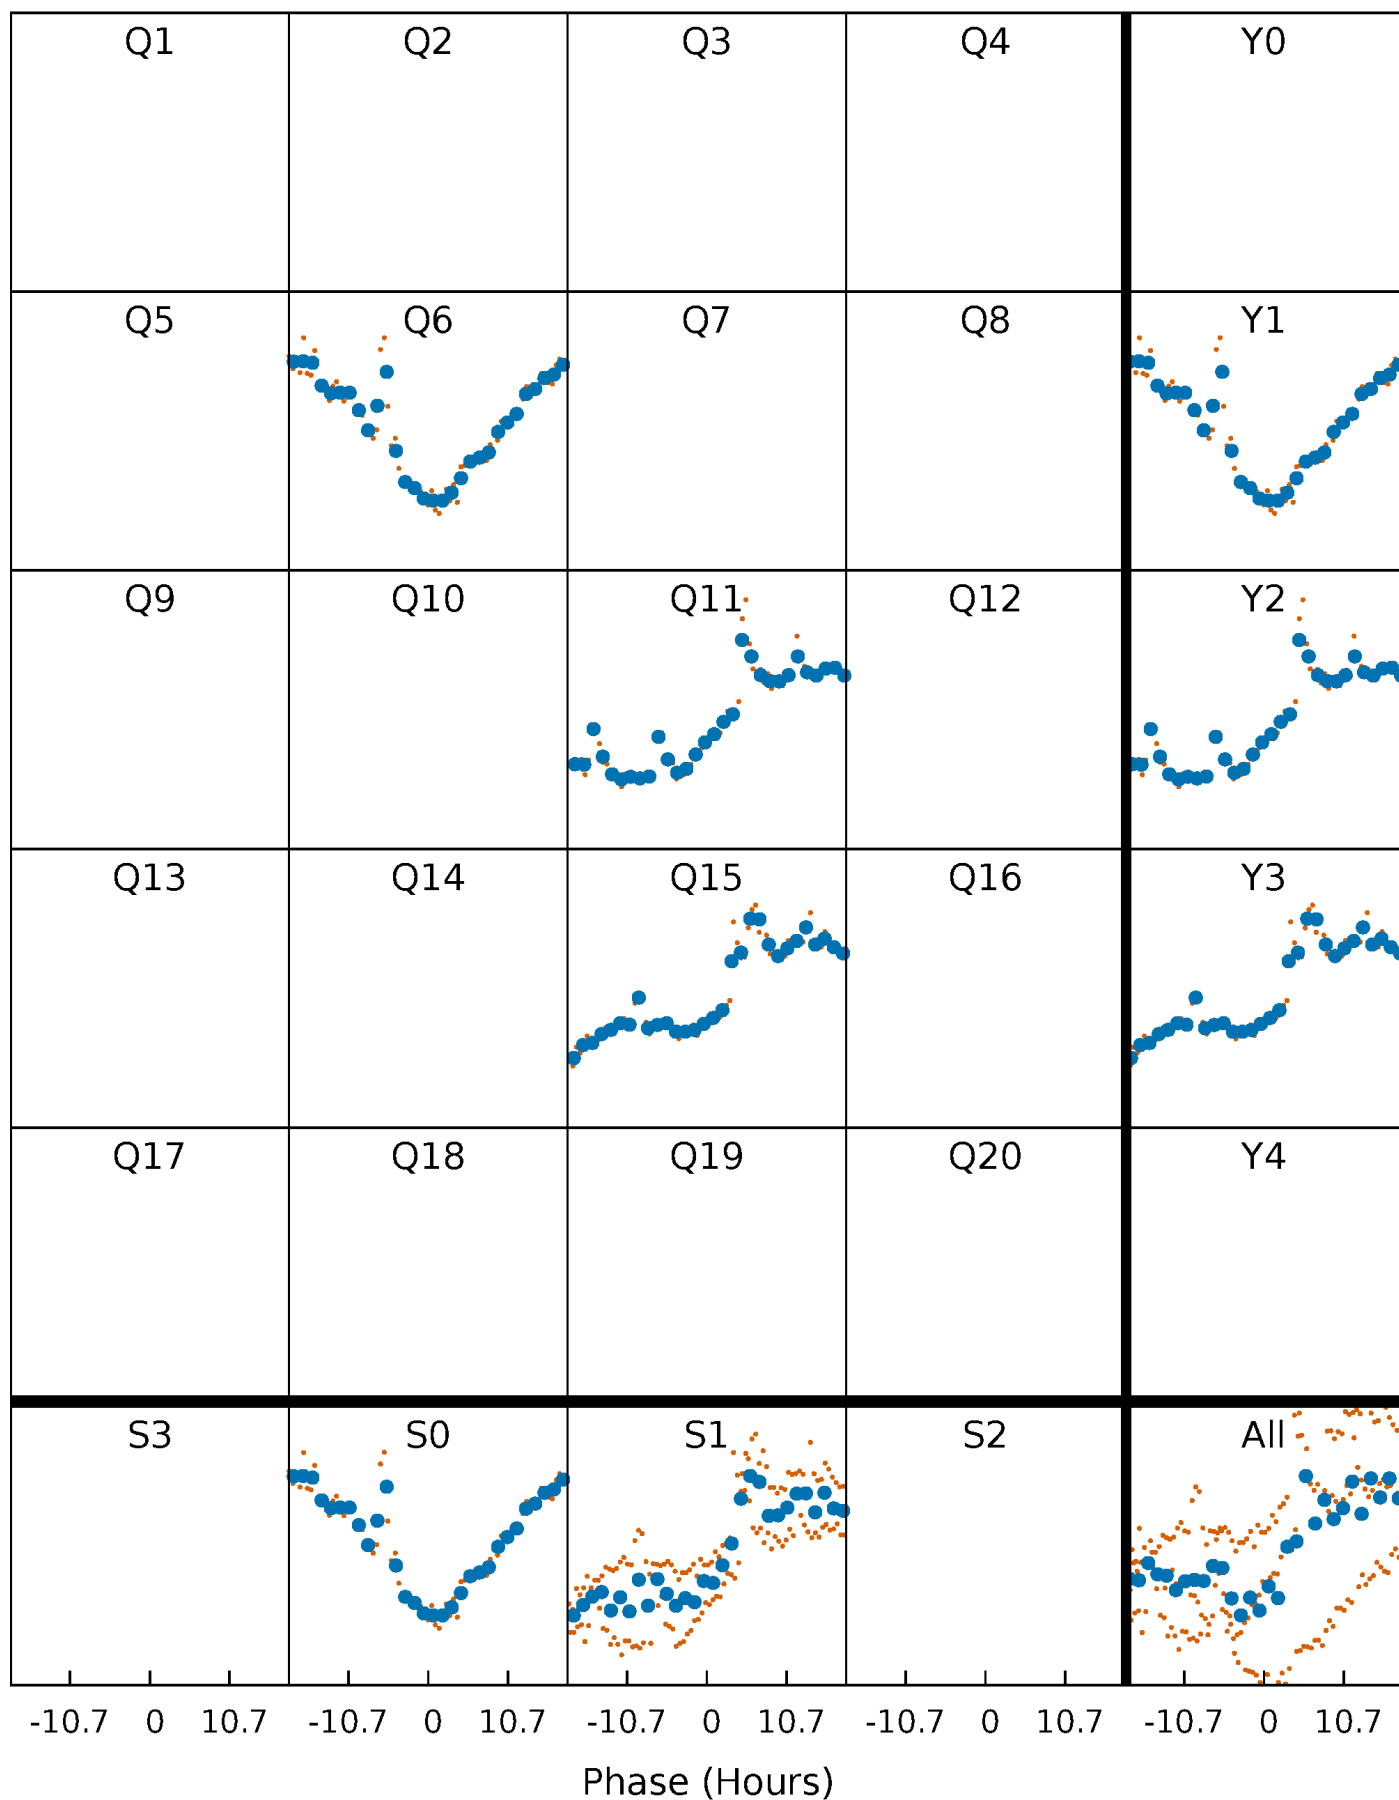 Q1 Q2 Q3 Q4 Y0
Q5 Q6 Q7 Q8 Y1
Q9 Q10 Q11 Q12 Y2
Q13 Q14 Q15 Q16 Y3
Q17 Q18 Q19 Q20 Y4
S3 S0 S1 S2 All
-10.7 0 10.7 -10.7 0 10.7 -10.7 0 10.7 -10.7 0 10.7 -10.7 0 10.7
Phase (Hours)